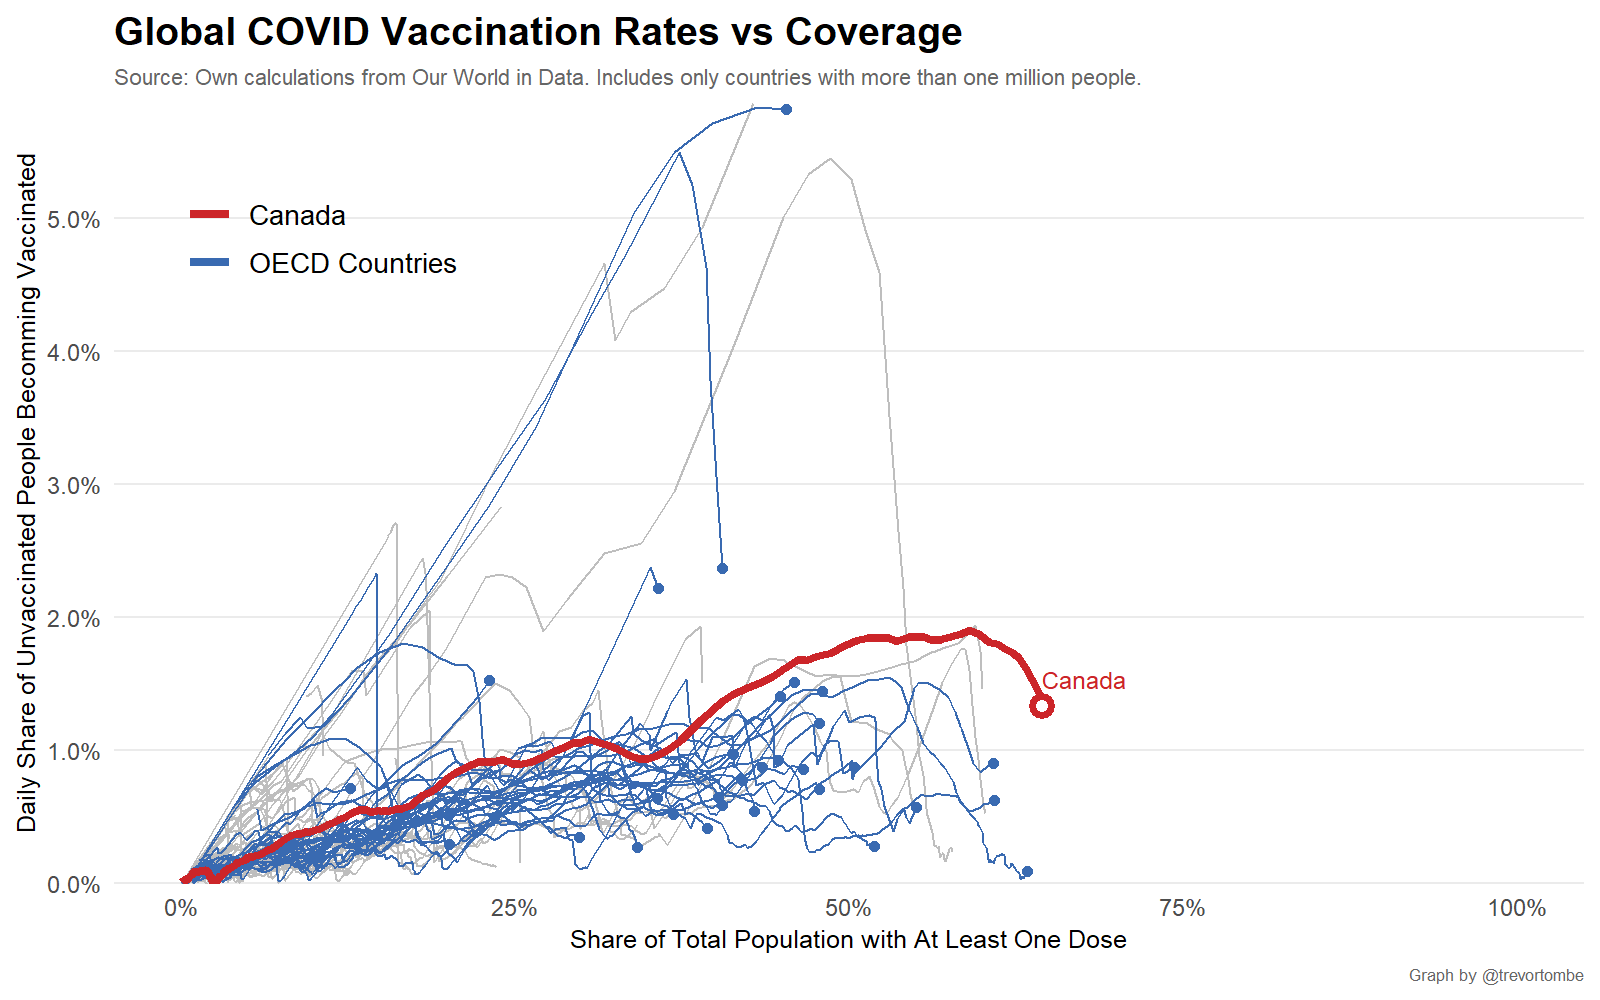 Global COVID Vaccination Rates vs Coverage
Source: Own calculations from Our World in Data. Includes only countries with more than one million people.
Daily Share of Unvaccinated People Becomming Vaccinated
5.0%
4.0%
3.0%
2.0%
1.0%
0.0%
Canada
OECD Countries
Canada
0%
25%
50%
75%
100%
Share of Total Population with At Least One Dose
Graph by @trevortombe